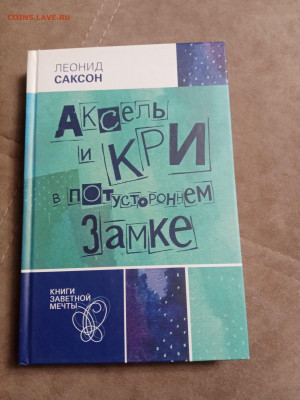 COINS.LAVE.RU
ЛЕОНИД
САКСОН
АКСеЛЬ
и КРИ
в ПОТУСТОРОННЕМ
ЗАМКЕ
КНИГИ
ЗАВЕТНОЙ
МЕЧТЫ